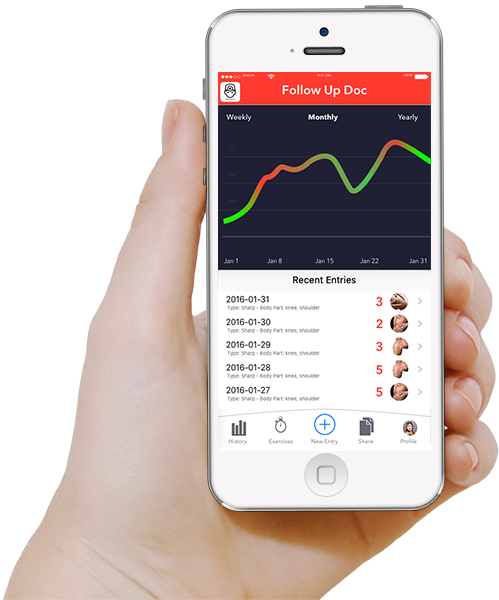 Sketch 9:41 AM 100%
Follow Up Doc
Weekly Monthly Yearly
Jan 1 Jan 8 Jan 15 Jan 22 Jan 31
Recent Entries
2016-01-31
Type: Sharp - Body Part: knee, shoulder
3
2016-01-30
Type: Sharp - Body Part: knee, shoulder
2
2016-01-29
Type: Sharp - Body Part: knee, shoulder
3
2016-01-28
Type: Sharp - Body Part: knee, shoulder
5
2016-01-27
Type: Sharp - Body Part: knee, shoulder
5
History Exercises New Entry Share Profile